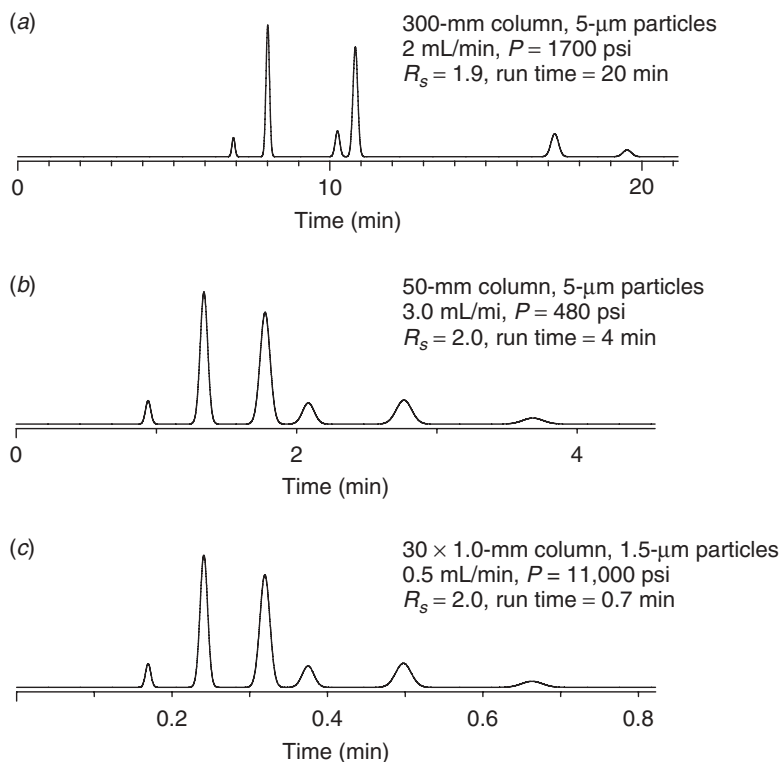 (a)
300-mm column, 5-μm particles
2 mL/min, P = 1700 psi
Rₛ = 1.9, run time = 20 min
0 10 20
Time (min)
(b)
50-mm column, 5-μm particles
3.0 mL/mi, P = 480 psi
Rₛ = 2.0, run time = 4 min
0 2 4
Time (min)
(c)
30 × 1.0-mm column, 1.5-μm particles
0.5 mL/min, P = 11,000 psi
Rₛ = 2.0, run time = 0.7 min
0.2 0.4 0.6 0.8
Time (min)